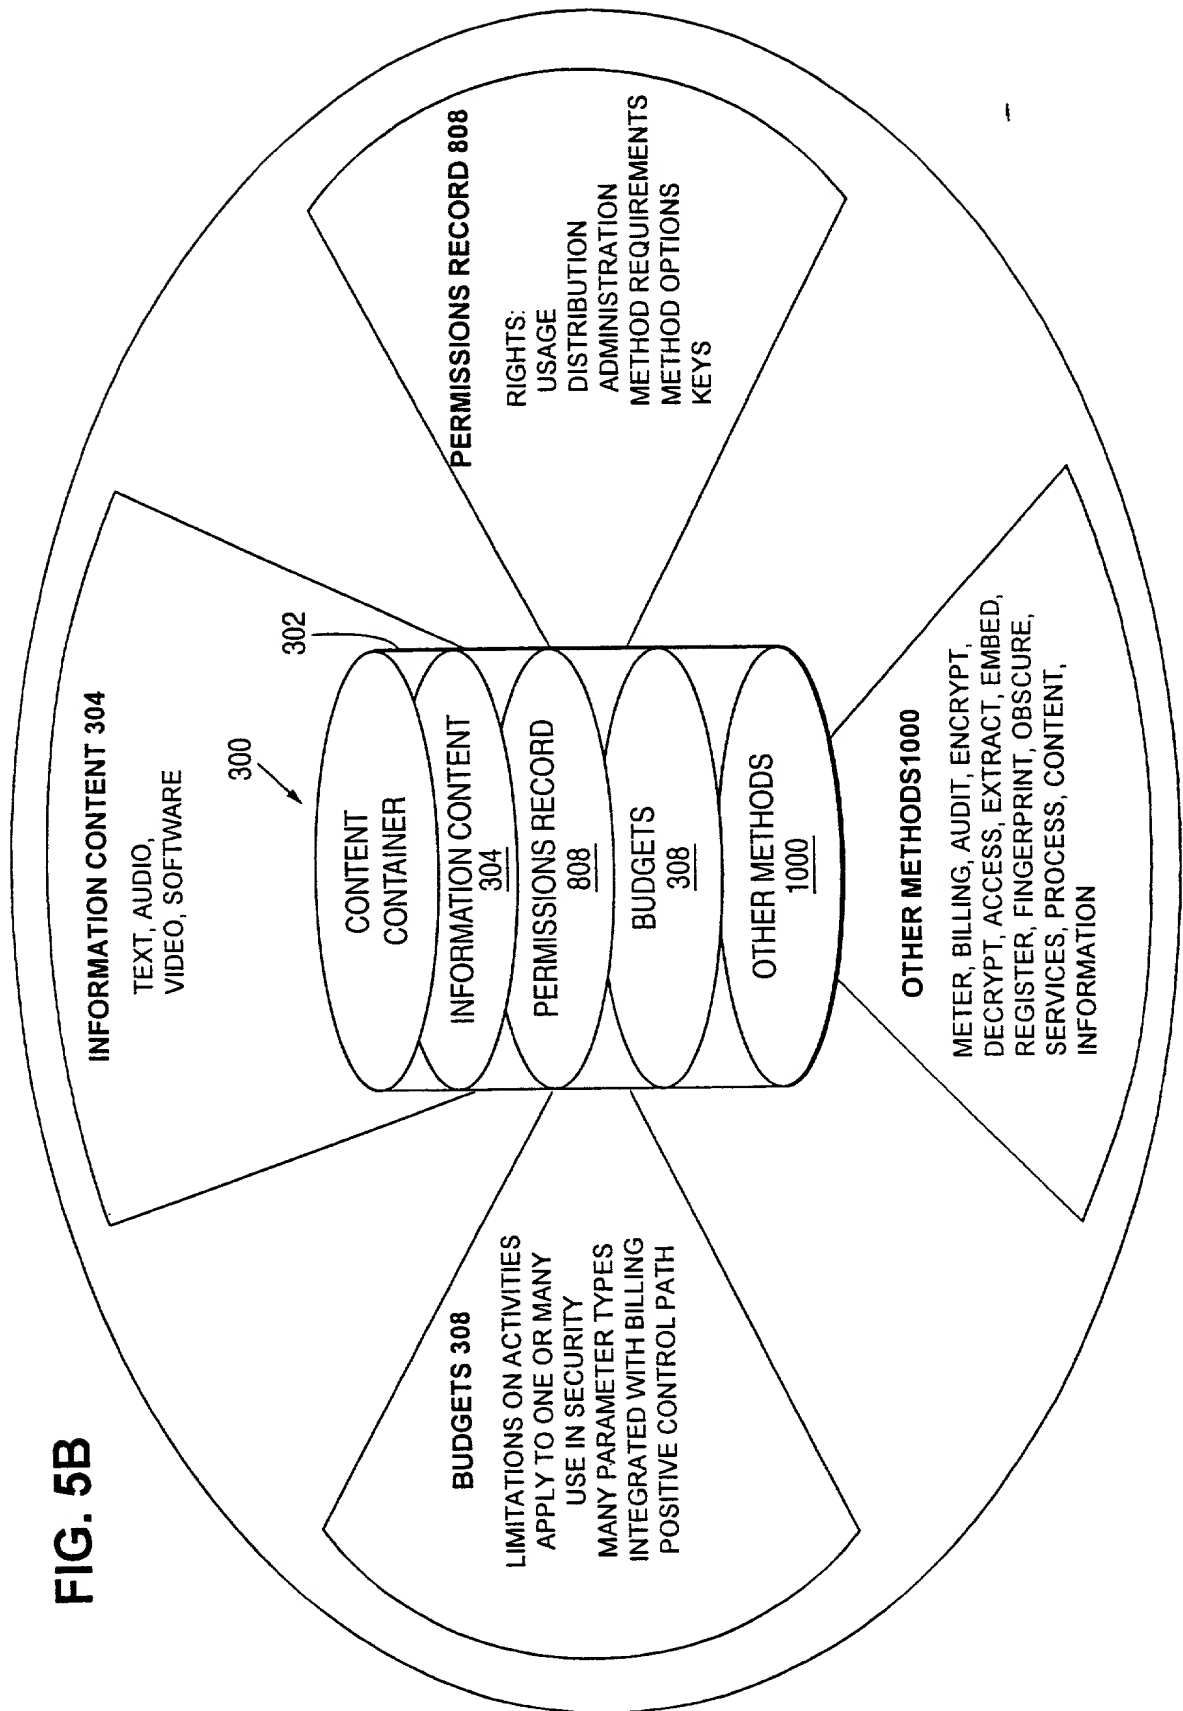 FIG. 5B
INFORMATION CONTENT 304
TEXT, AUDIO,
VIDEO, SOFTWARE
300
302
CONTENT
CONTAINER
INFORMATION CONTENT
304
PERMISSIONS RECORD
808
BUDGETS
308
OTHER METHODS
1000
BUDGETS 308
LIMITATIONS ON ACTIVITIES
APPLY TO ONE OR MANY
USE IN SECURITY
MANY PARAMETER TYPES
INTEGRATED WITH BILLING
POSITIVE CONTROL PATH
PERMISSIONS RECORD 808
RIGHTS:
USAGE
DISTRIBUTION
ADMINISTRATION
METHOD REQUIREMENTS
METHOD OPTIONS
KEYS
OTHER METHODS1000
METER, BILLING, AUDIT, ENCRYPT,
DECRYPT, ACCESS, EXTRACT, EMBED,
REGISTER, FINGERPRINT, OBSCURE,
SERVICES, PROCESS, CONTENT,
INFORMATION